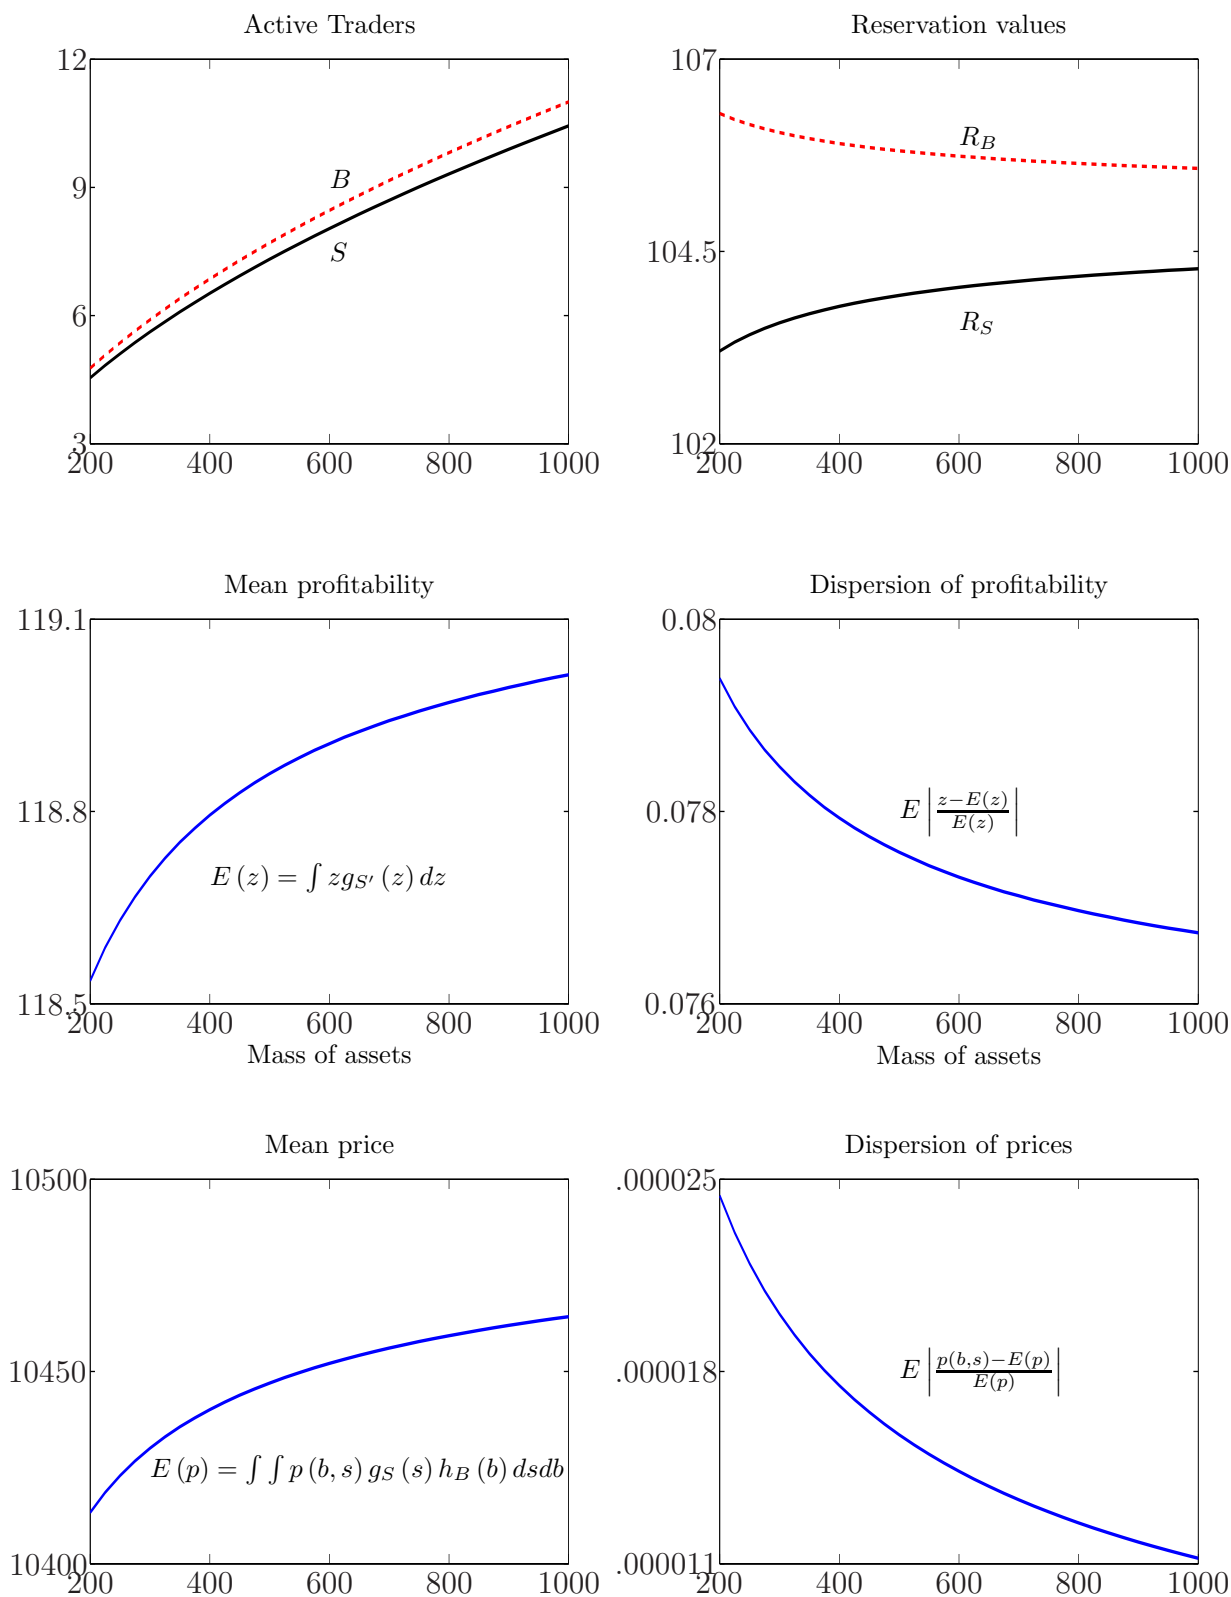 Active Traders
12
9
6
3
200 400 600 800 1000
B
S
Reservation values
107
104.5
102
200 400 600 800 1000
R_B
R_S
Mean profitability
119.1
118.8
118.5
200 400 600 800 1000
Mass of assets
E (z) = ∫ zg_{S′} (z) dz
Dispersion of profitability
0.08
0.078
0.076
200 400 600 800 1000
Mass of assets
E |\frac{z−E(z)}{E(z)}|
Mean price
10500
10450
10400
200 400 600 800 1000
E (p) = ∫ ∫ p (b, s) g_S (s) h_B (b) dsdb
Dispersion of prices
.000025
.000018
.000011
200 400 600 800 1000
E |\frac{p(b,s)−E(p)}{E(p)}|